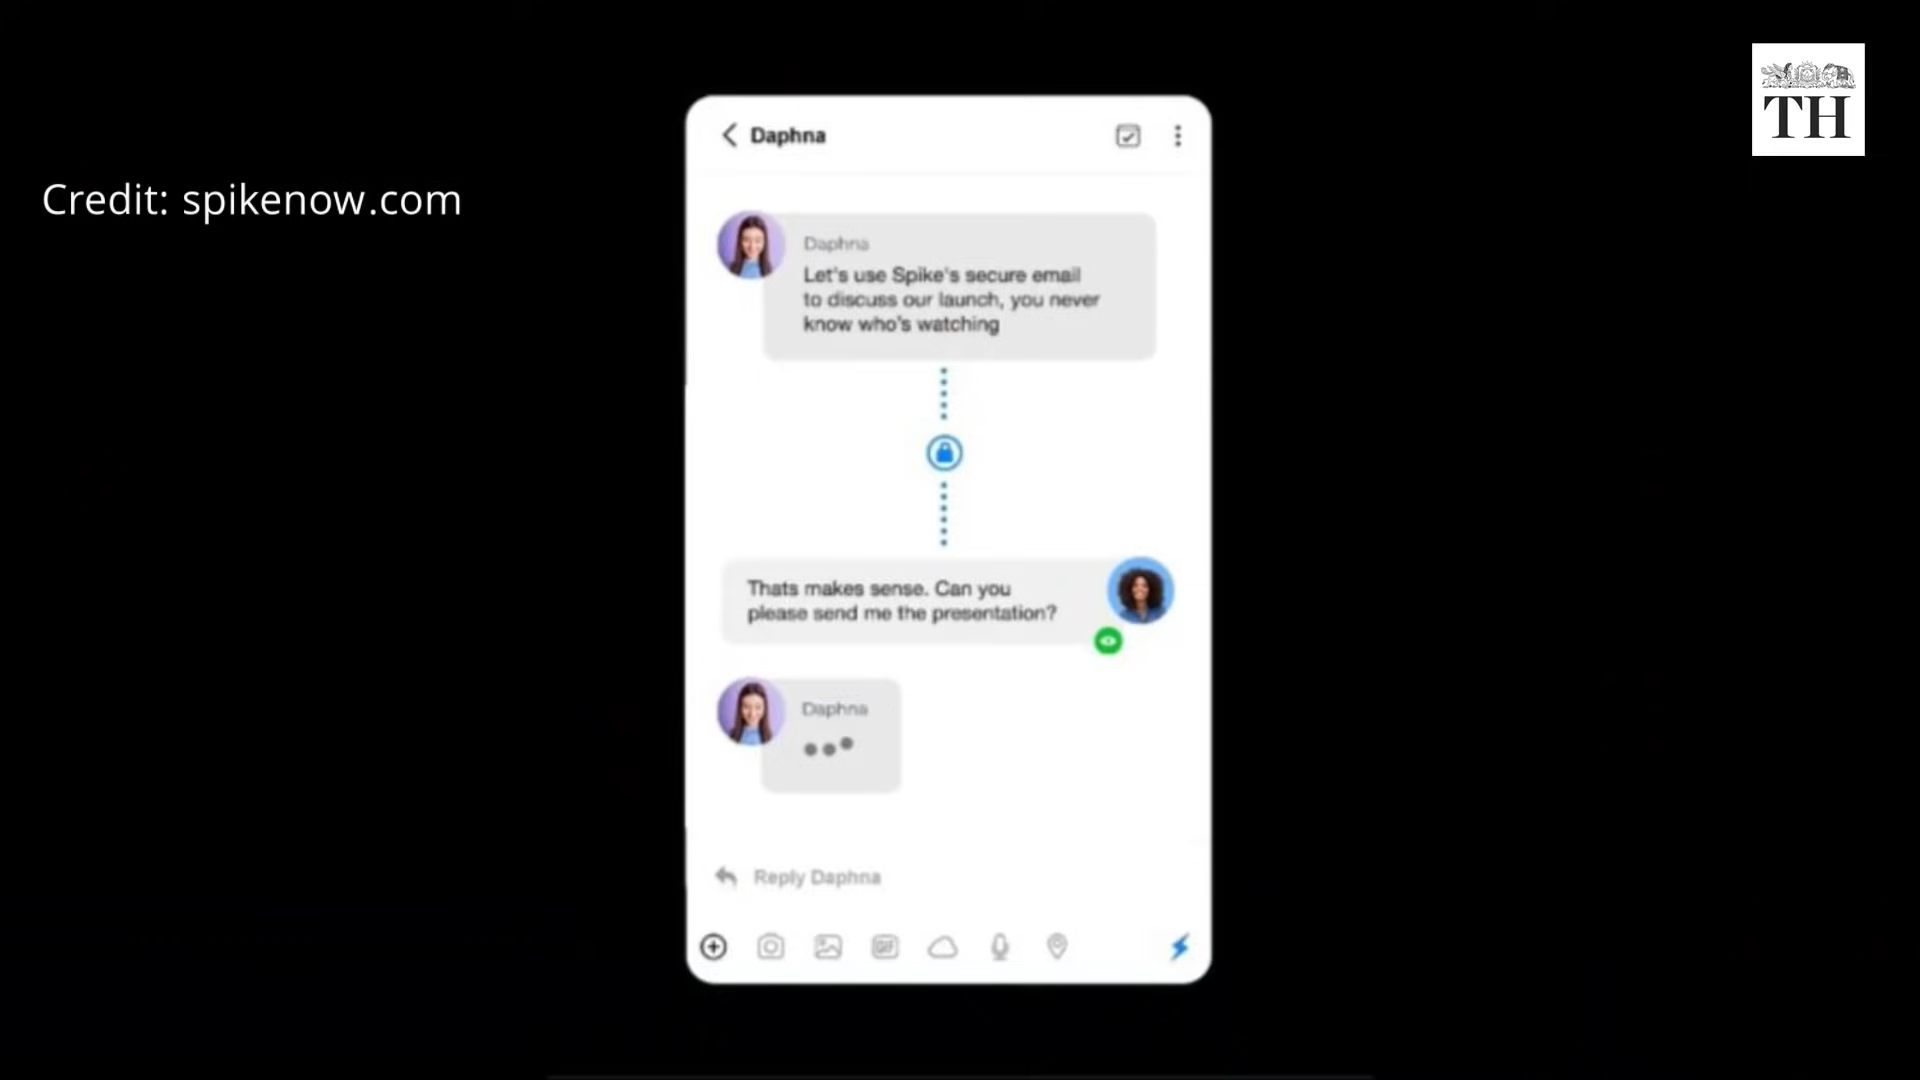 TH
Credit: spikenow.com
Daphna
Daphna
Let's use Spike's secure email
to discuss our launch, you never
know who's watching
Thats makes sense. Can you
please send me the presentation?
Daphna
Reply Daphna
GIF